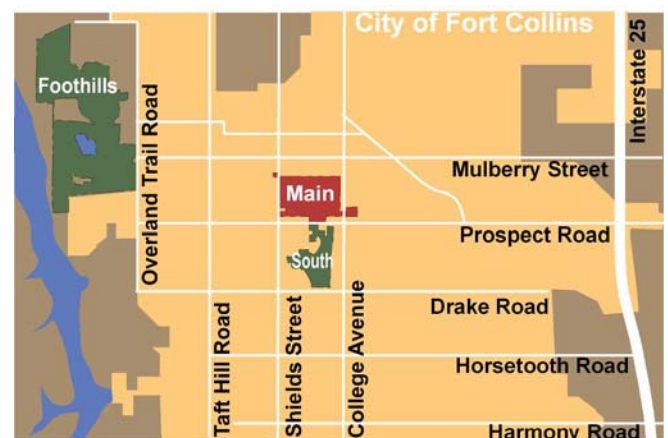 City of Fort Collins
Foothills
Overland Trail Road
Interstate 25
Mulberry Street
Main
Prospect Road
South
Drake Road
Taft Hill Road
Shields Street
College Avenue
Horsetooth Road
Harmony Road